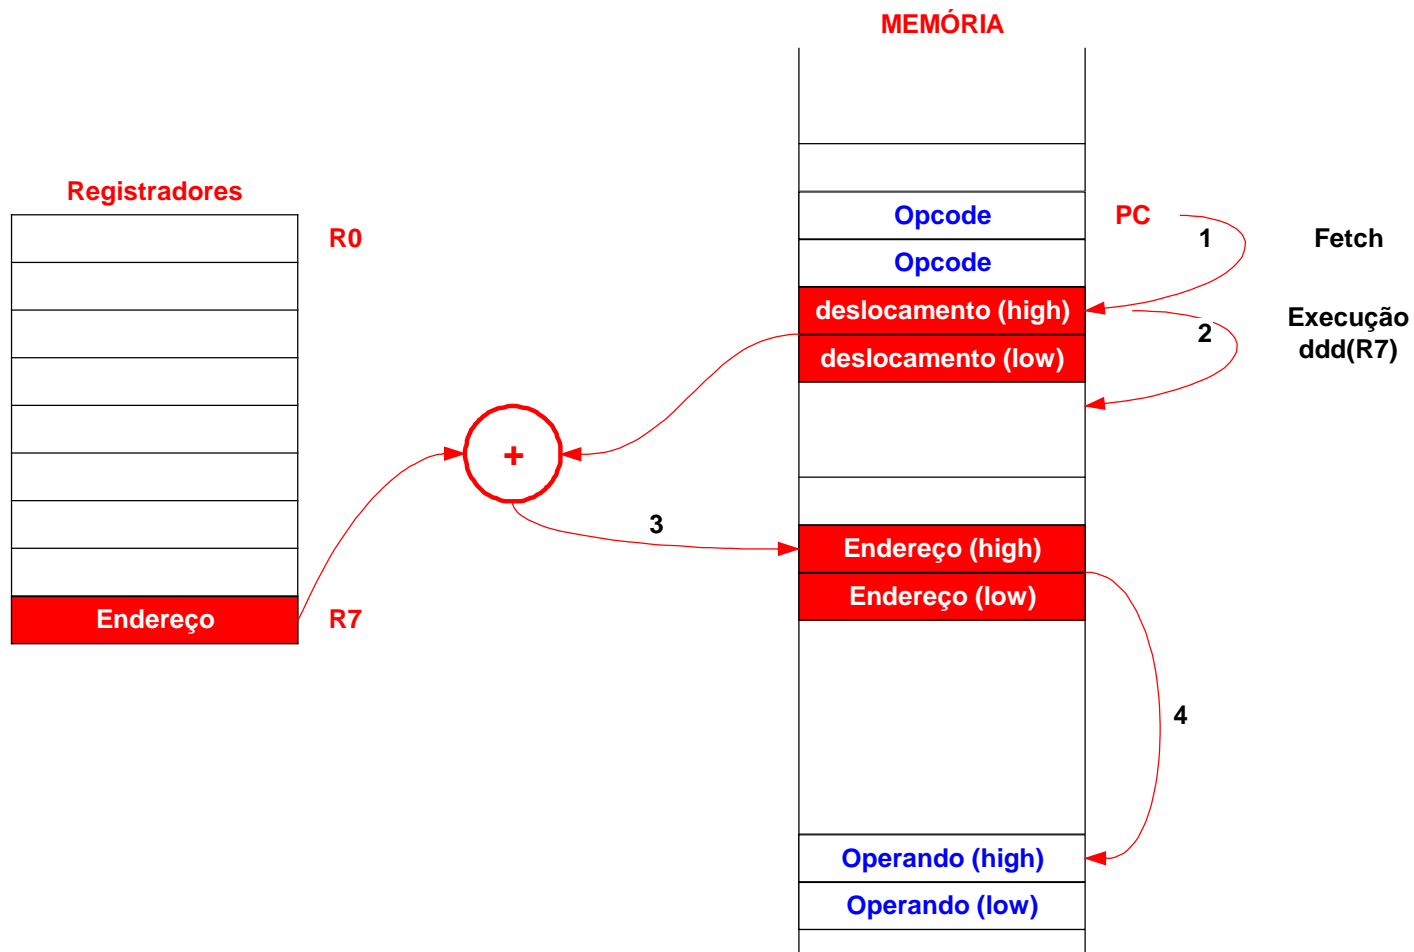 MEMÓRIA
Registradores
R0
Opcode
PC
1
Fetch
Opcode
deslocamento (high)
2
Execução
ddd(R7)
deslocamento (low)
+
3
Endereço (high)
Endereço (low)
Endereço
R7
4
Operando (high)
Operando (low)